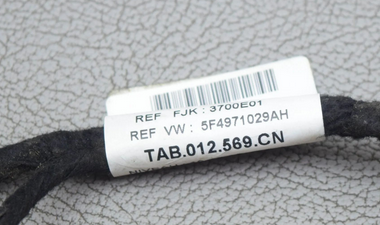 REF FJK : 3700E01
REF VW : 5F4971029AH
TAB.012.569.CN